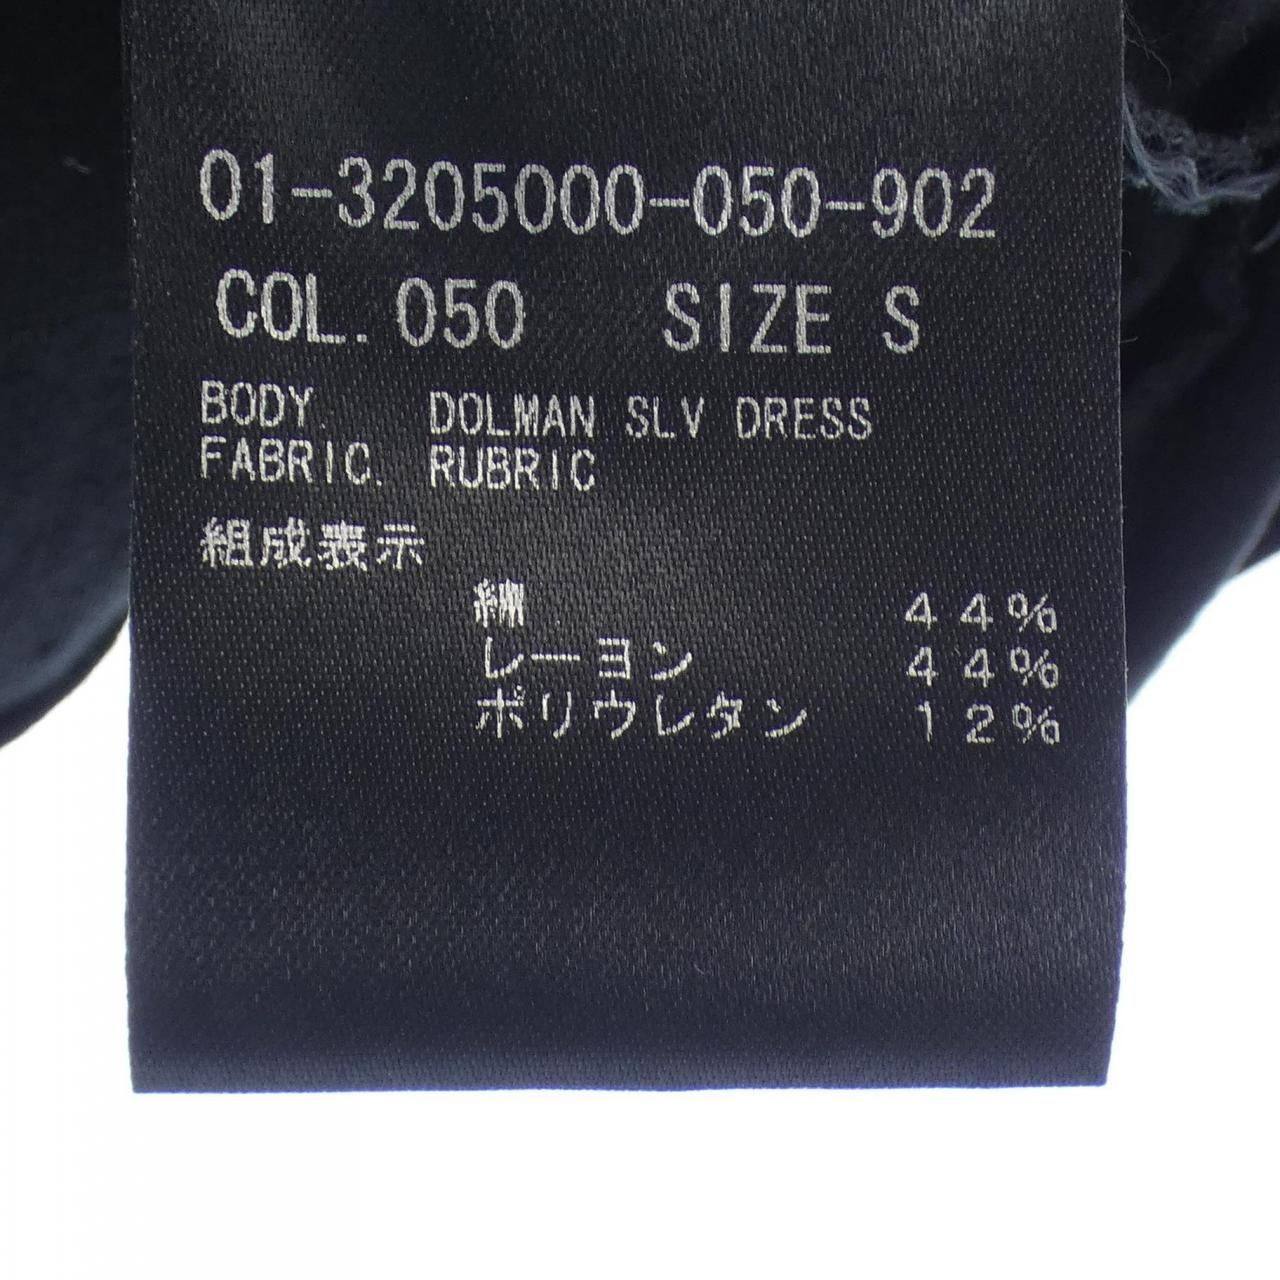 01-3205000-050-902
COL. 050 SIZE S
BODY. DOLMAN SLV DRESS
FABRIC. RUBRIC
組成表示
綿 44%
レーヨン 44%
ポリウレタン 12%